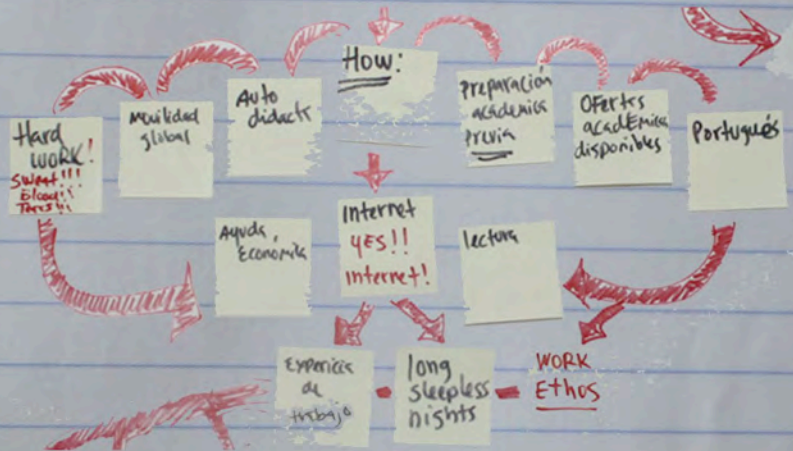 How:
Auto
didacta
Movilidad
global
Hard
WORK!
Sweat!!!
Blood!!!
Tears!!!
Preparación
académica
Previa
Ofertas
académica
disponibles
Portugués
Ayuda
Económica
Internet
YES!!
internet!
lectura
Experiencia
de
trabajo
long
sleepless
nights
WORK
Ethos